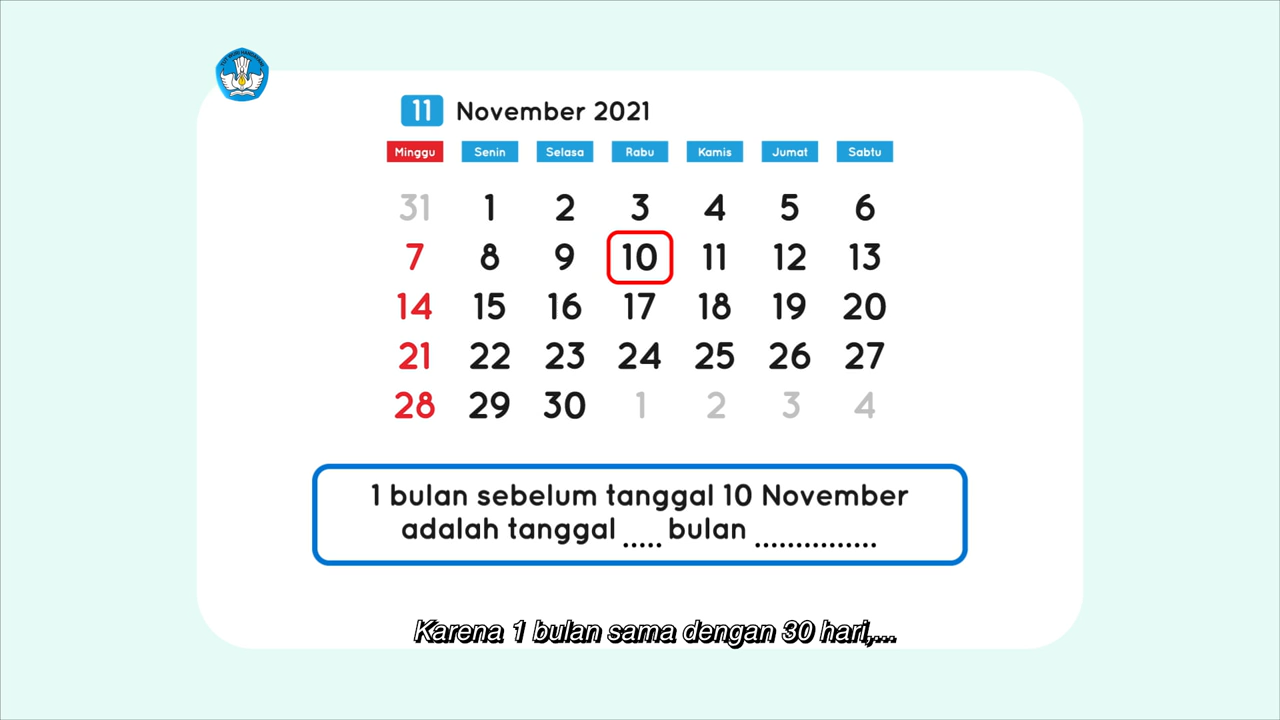 11 November 2021
Minggu Senin Selasa Rabu Kamis Jumat Sabtu
31 1 2 3 4 5 6
7 8 9 10 11 12 13
14 15 16 17 18 19 20
21 22 23 24 25 26 27
28 29 30 1 2 3 4
1 bulan sebelum tanggal 10 November
adalah tanggal ..... bulan ...............
Karena 1 bulan sama dengan 30 hari,...